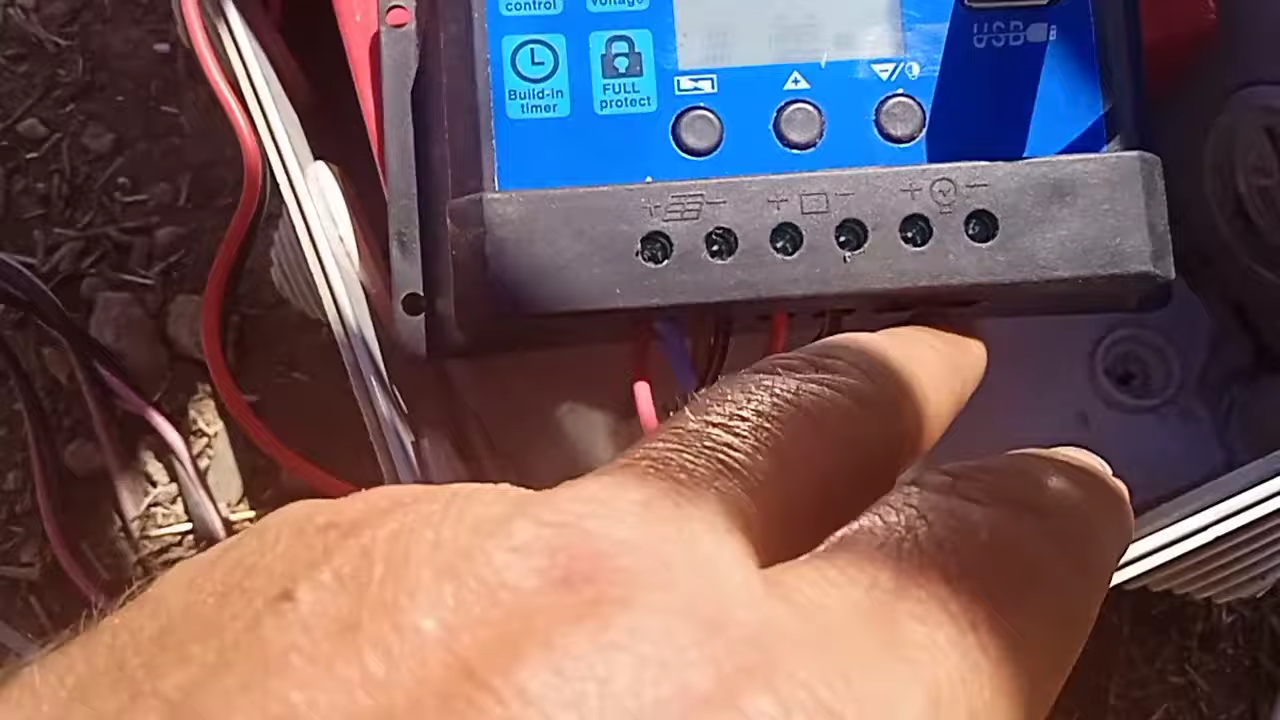 control
voltage
USB
Build-in
timer
FULL
protect
+ -
+ -
+ -